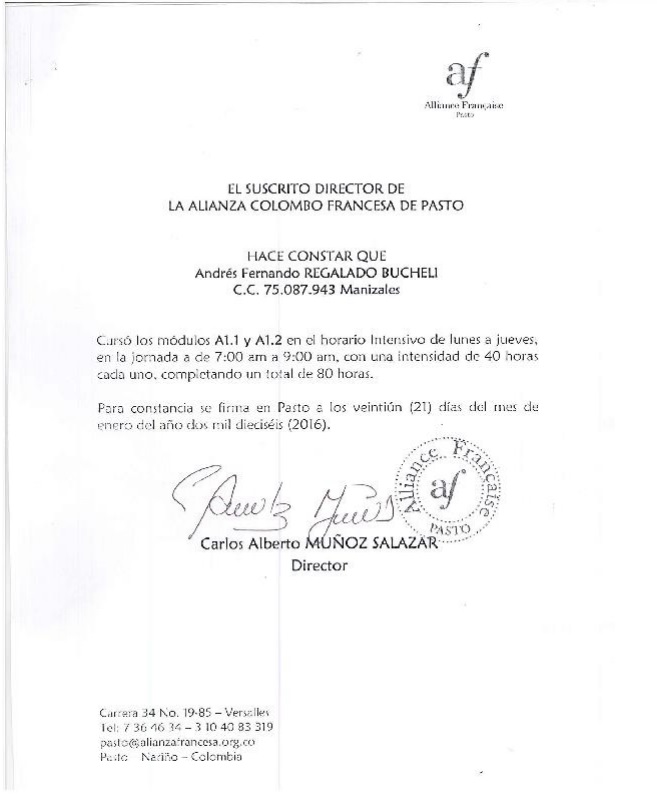 af
Alliance Française
Pasto
EL SUSCRITO DIRECTOR DE
LA ALIANZA COLOMBO FRANCESA DE PASTO
HACE CONSTAR QUE
Andrés Fernando REGALADO BUCHELI
C.C. 75.087.943 Manizales
Cursó los módulos A1.1 y A1.2 en el horario Intensivo de lunes a jueves,
en la jornada a de 7:00 am a 9:00 am, con una intensidad de 40 horas
cada uno, completando un total de 80 horas.
Para constancia se firma en Pasto a los veintiún (21) días del mes de
enero del año dos mil dieciséis (2016).
Alliance Française
af
PASTO
Carlos Alberto MUÑOZ SALAZAR
Director
Carrera 34 No. 19-85 – Versalles
Tel: 7 36 46 34 – 3 10 40 83 319
pasto@alianzafrancesa.org.co
Pasto – Nariño – Colombia